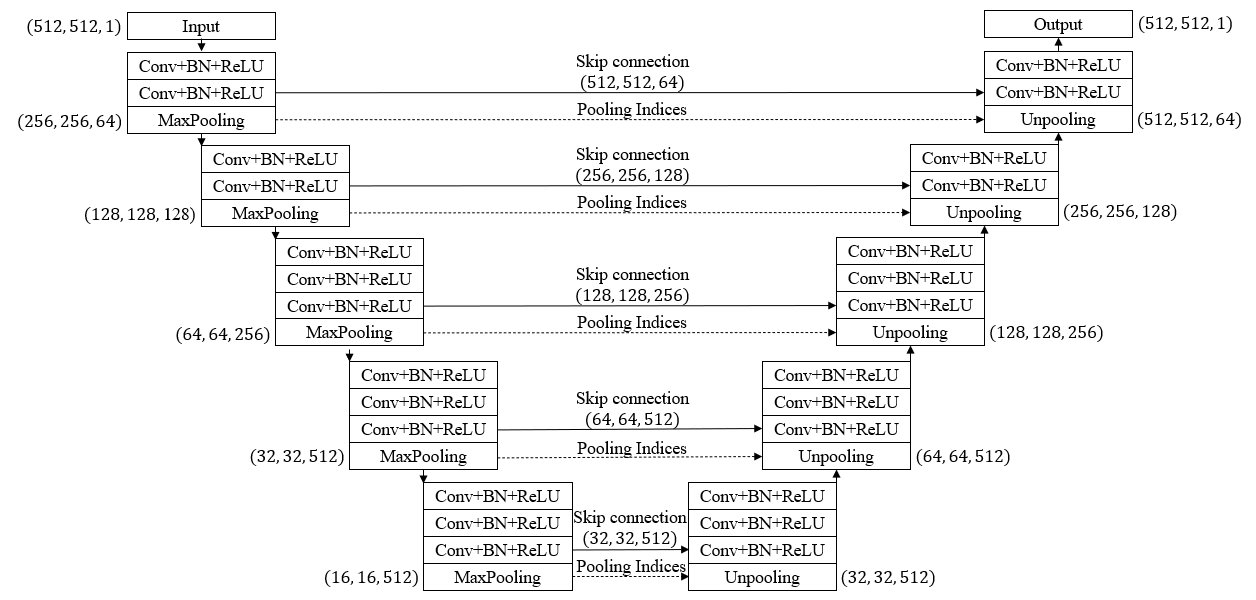 (512, 512, 1) Input Output (512, 512, 1)
Conv+BN+ReLU Skip connection Conv+BN+ReLU
Conv+BN+ReLU (512, 512, 64) Conv+BN+ReLU
(256, 256, 64) MaxPooling Pooling Indices Unpooling (512, 512, 64)
Conv+BN+ReLU Skip connection Conv+BN+ReLU
Conv+BN+ReLU (256, 256, 128) Conv+BN+ReLU
(128, 128, 128) MaxPooling Pooling Indices Unpooling (256, 256, 128)
Conv+BN+ReLU Conv+BN+ReLU
Conv+BN+ReLU Skip connection Conv+BN+ReLU
Conv+BN+ReLU (128, 128, 256) Conv+BN+ReLU
(64, 64, 256) MaxPooling Pooling Indices Unpooling (128, 128, 256)
Conv+BN+ReLU Conv+BN+ReLU
Conv+BN+ReLU Skip connection Conv+BN+ReLU
Conv+BN+ReLU (64, 64, 512) Conv+BN+ReLU
(32, 32, 512) MaxPooling Pooling Indices Unpooling (64, 64, 512)
Conv+BN+ReLU Conv+BN+ReLU
Conv+BN+ReLU Skip connection Conv+BN+ReLU
Conv+BN+ReLU (32, 32, 512) Conv+BN+ReLU
(16, 16, 512) MaxPooling Pooling Indices Unpooling (32, 32, 512)